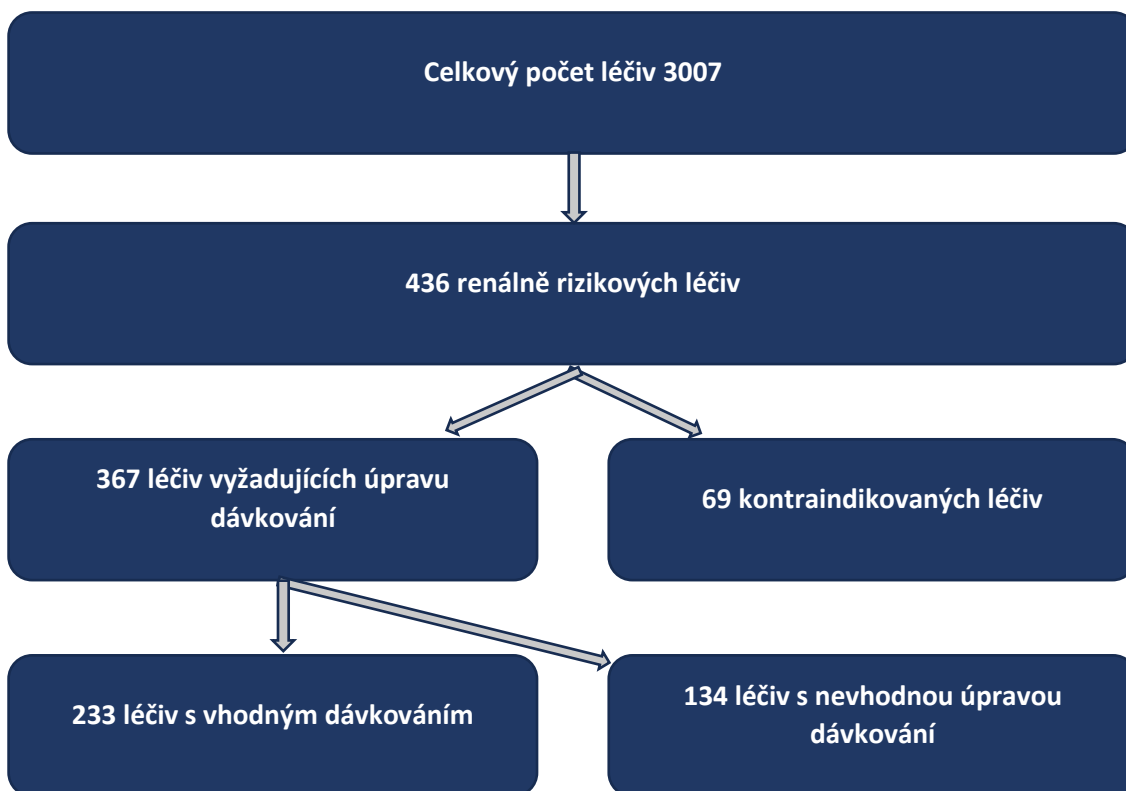 Celkový počet léčiv 3007
436 renálně rizikových léčiv
367 léčiv vyžadujících úpravu
dávkování
69 kontraindikovaných léčiv
233 léčiv s vhodným dávkováním
134 léčiv s nevhodnou úpravou
dávkování